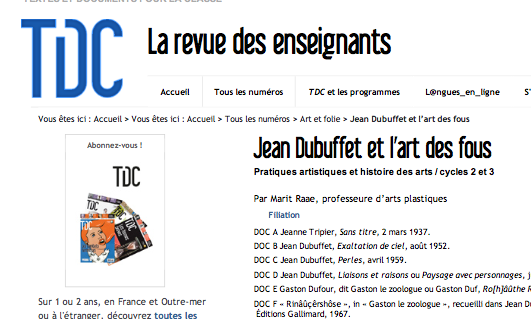 TEXTES ET DOCUMENTS POUR LA CLASSE
TDC
La revue des enseignants
Accueil
Tous les numéros
TDC et les programmes
L@ngues_en_ligne
Vous êtes ici : Accueil > Vous êtes ici : Accueil > Tous les numéros > Art et folie > Jean Dubuffet et l'art des fous
Abonnez-vous !
TDC
TDC
Sur 1 ou 2 ans, en France et Outre-mer
ou à l'étranger, découvrez toutes les
Jean Dubuffet et l'art des fous
Pratiques artistiques et histoire des arts / cycles 2 et 3
Par Marit Raae, professeure d'arts plastiques
Filiation
DOC A Jeanne Tripier, Sans titre, 2 mars 1937.
DOC B Jean Dubuffet, Exaltation de ciel, août 1952.
DOC C Jean Dubuffet, Perles, avril 1959.
DOC D Jean Dubuffet, Liaisons et raisons ou Paysage avec personnages, j
DOC E Gaston Dufour, dit Gaston le zoologue ou Gaston Duf,
DOC F « Rinâûçêrshôse », in « Gaston le zoologue », recueilli dans Jean D
Éditions Gallimard, 1967.